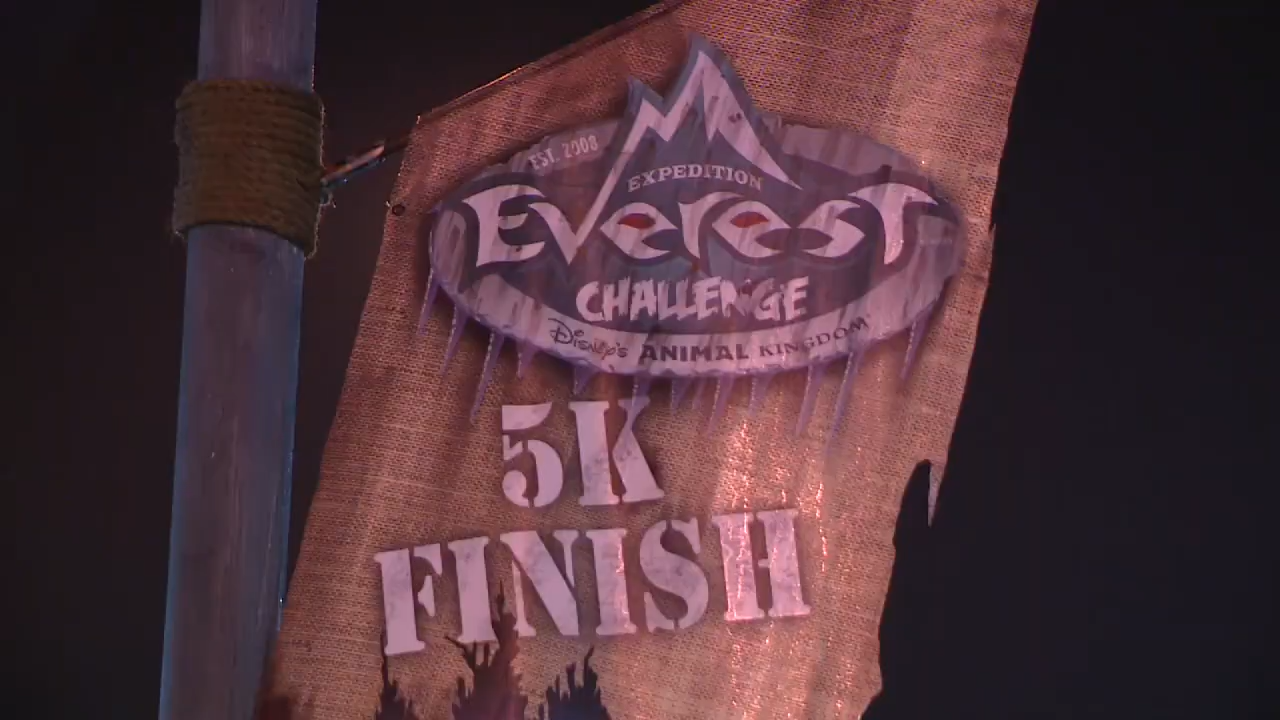 EST. 2008
EXPEDITION
EVEREST
CHALLENGE
Disney's ANIMAL KINGDOM
5K
FINISH